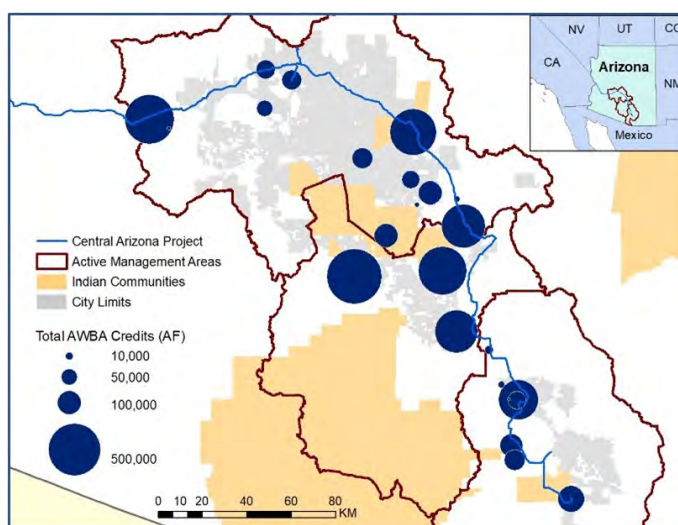 NV
UT
CO
CA
Arizona
NM
Mexico
Central Arizona Project
Active Management Areas
Indian Communities
City Limits
Total AWBA Credits (AF)
10,000
50,000
100,000
500,000
0 10 20 40 60 80
KM